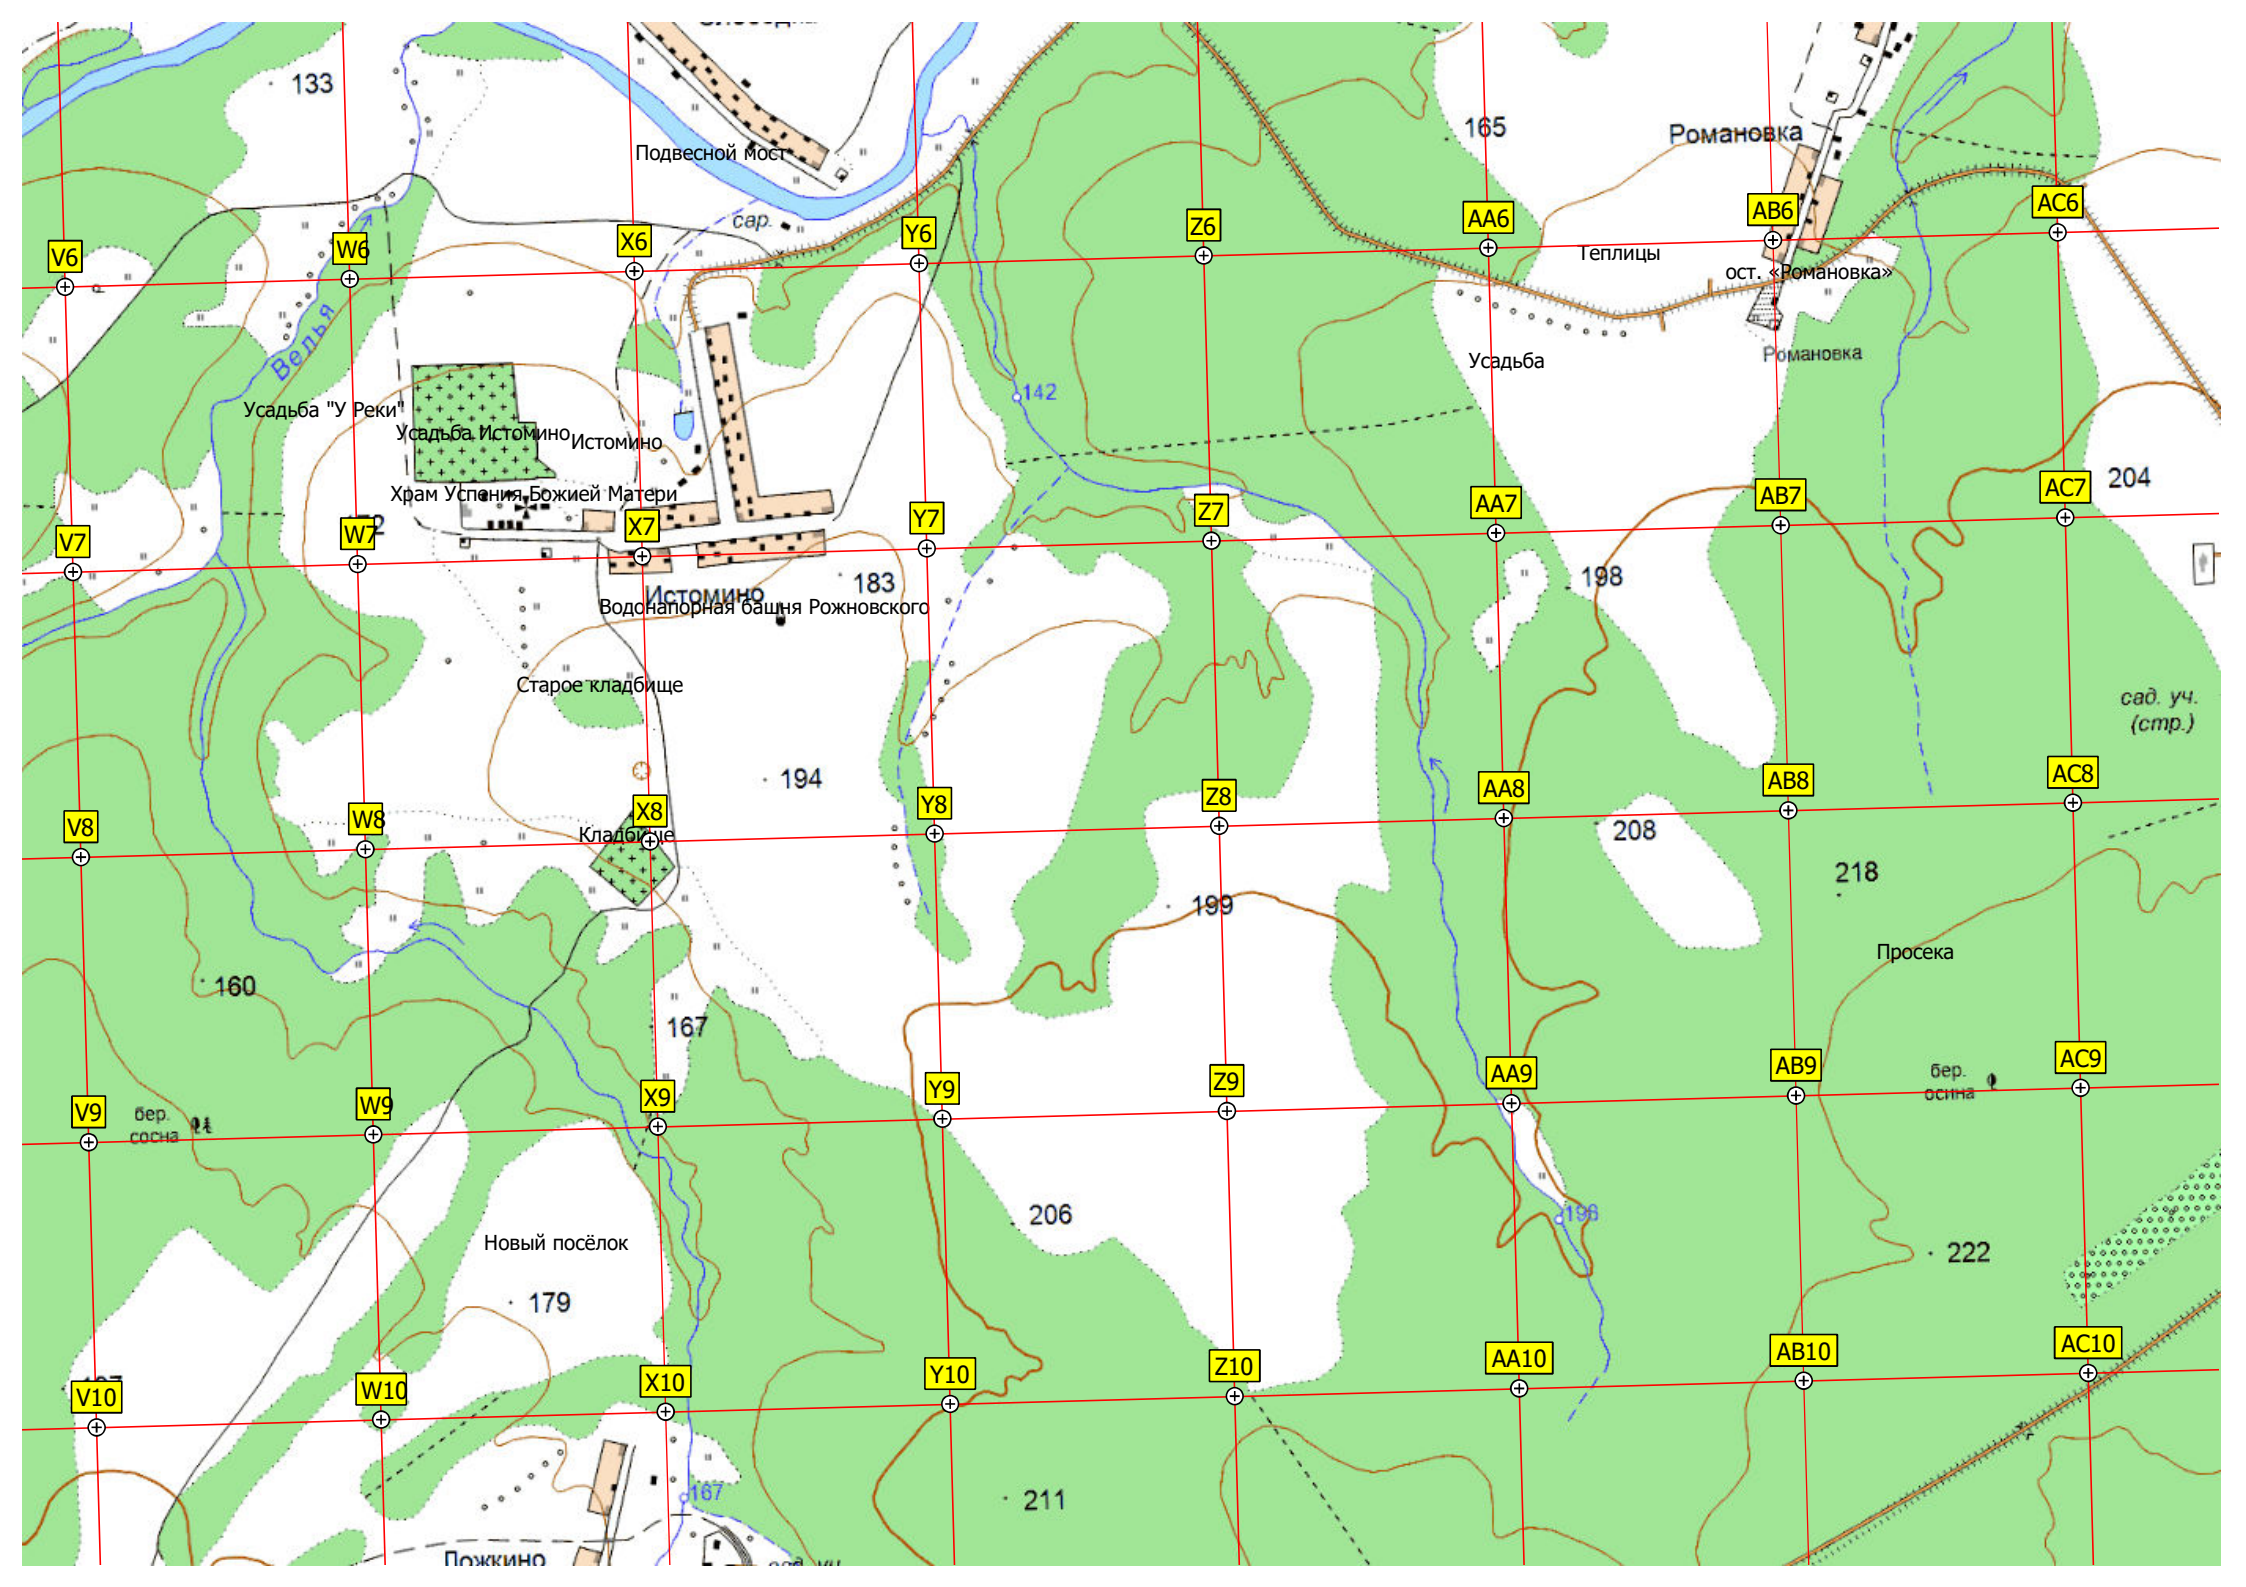 133
165
Романовка
Подвесной мост
сар.
V6
W6
X6
Y6
Z6
AA6
AB6
AC6
Теплицы
ост. «Романовка»
Велья
Романовка
Усадьба
142
Усадьба "У Реки"
Усадьба Истомино
Истомино
Храм Успения Божией Матери
204
V7
W7
X7
Y7
Z7
AA7
AB7
AC7
183
198
Истомино
Водонапорная башня Рожновского
Старое кладбище
сад. уч.
(стр.)
194
V8
W8
X8
Y8
Z8
AA8
AB8
AC8
Кладбище
208
218
199
Просека
160
167
бер.
осина
V9
W9
X9
Y9
Z9
AA9
AB9
AC9
бер.
сосна
206
196
Новый посёлок
222
179
V10
W10
X10
Y10
Z10
AA10
AB10
AC10
167
211
Ложкино